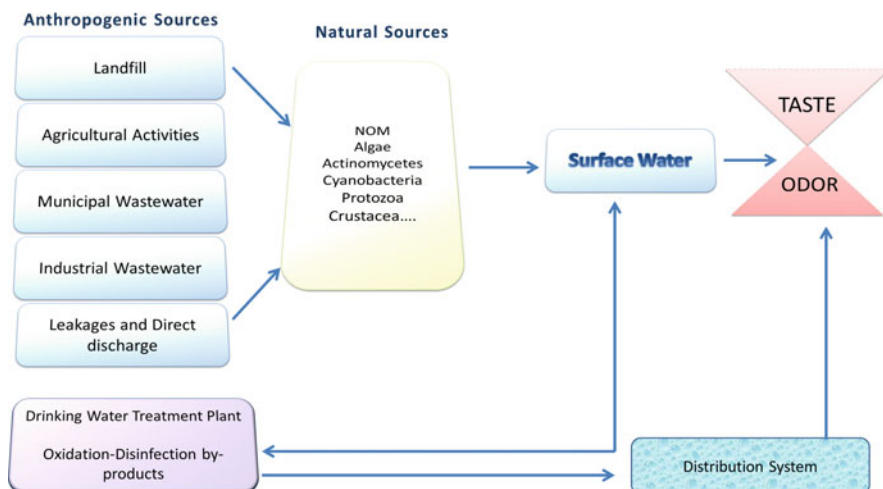 Anthropogenic Sources
Landfill
Agricultural Activities
Municipal Wastewater
Industrial Wastewater
Leakages and Direct
discharge
Natural Sources
NOM
Algae
Actinomycetes
Cyanobacteria
Protozoa
Crustacea....
Surface Water
TASTE
ODOR
Drinking Water Treatment Plant
Oxidation-Disinfection by-
products
Distribution System